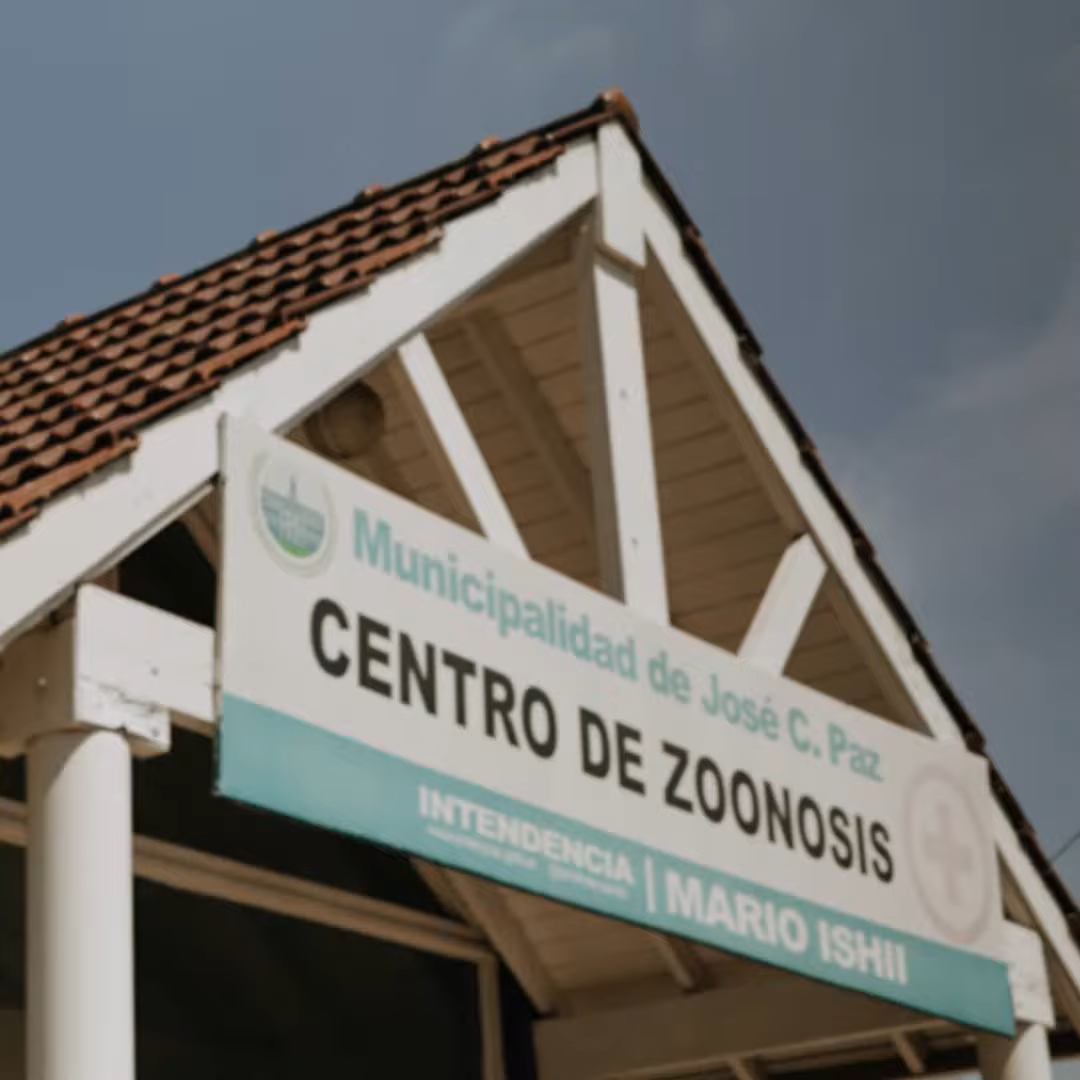 Municipalidad de José C. Paz
CENTRO DE ZOONOSIS
INTENDENCIA | MARIO ISHII